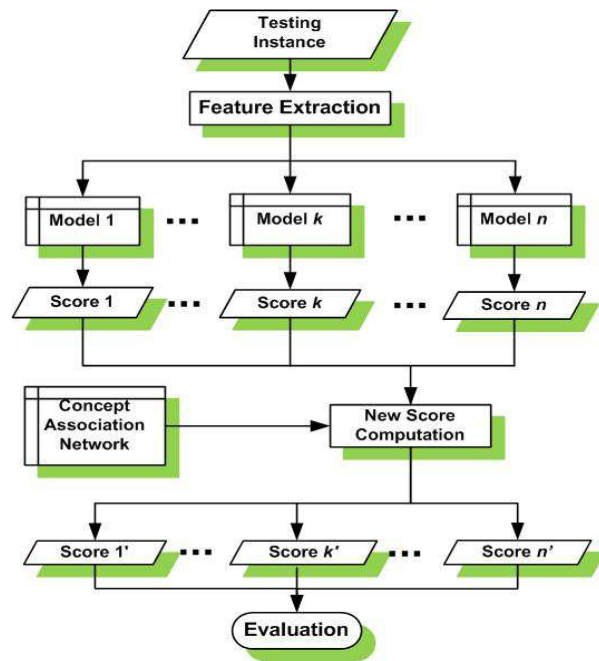 Testing
Instance
Feature Extraction
Model 1
...
Model k
...
Model n
Score 1
...
Score k
...
Score n
Concept
Association
Network
New Score
Computation
Score 1'
...
Score k'
...
Score n’
Evaluation